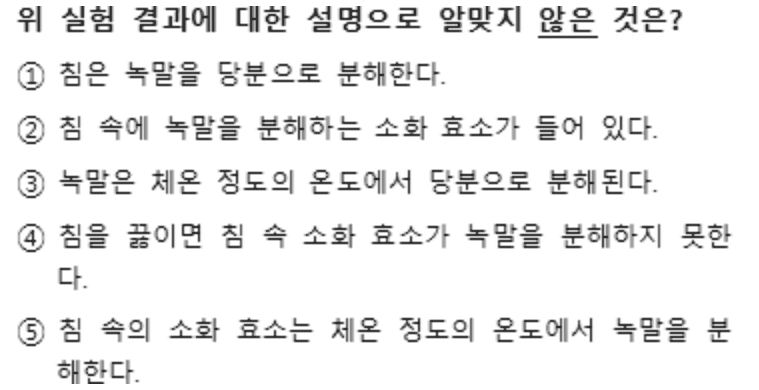 위 실험 결과에 대한 설명으로 알맞지 않은 것은?
① 침은 녹말을 당분으로 분해한다.
② 침 속에 녹말을 분해하는 소화 효소가 들어 있다.
③ 녹말은 체온 정도의 온도에서 당분으로 분해된다.
④ 침을 끓이면 침 속 소화 효소가 녹말을 분해하지 못한
다.
⑤ 침 속의 소화 효소는 체온 정도의 온도에서 녹말을 분
해한다.